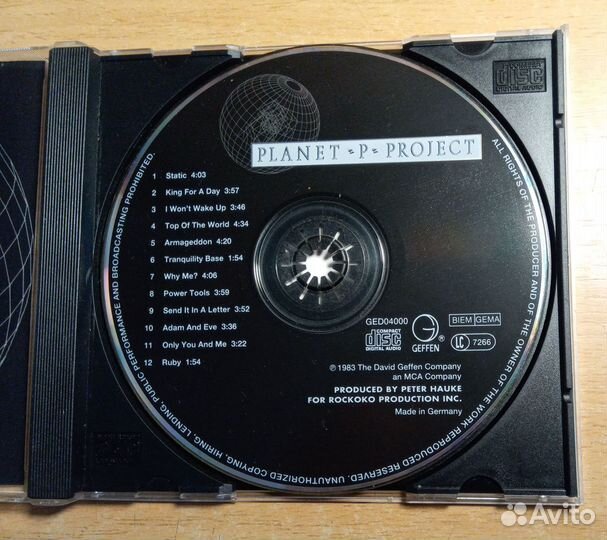 PLANET =P= PROJECT
1 Static 4:03
2 King For A Day 3:57
3 I Won't Wake Up 3:46
4 Top Of The World 4:34
5 Armageddon 4:20
6 Tranquility Base 1:54
7 Why Me? 4:06
8 Power Tools 3:59
9 Send It In A Letter 3:52
10 Adam And Eve 3:36
11 Only You And Me 3:22
12 Ruby 1:54
GED04000
COMPACT
disc
DIGITAL AUDIO
G
GEFFEN
BIEM GEMA
LC 7266
℗ 1983 The David Geffen Company
an MCA Company
PRODUCED BY PETER HAUKE
FOR ROCKOKO PRODUCTION INC.
Made in Germany
ALL RIGHTS OF THE PRODUCER AND OF THE OWNER OF THE WORK REPRODUCED RESERVED. UNAUTHORIZED COPYING, HIRING, LENDING, PUBLIC PERFORMANCE AND BROADCASTING PROHIBITED.
COMPACT
disc
DIGITAL AUDIO
Avito